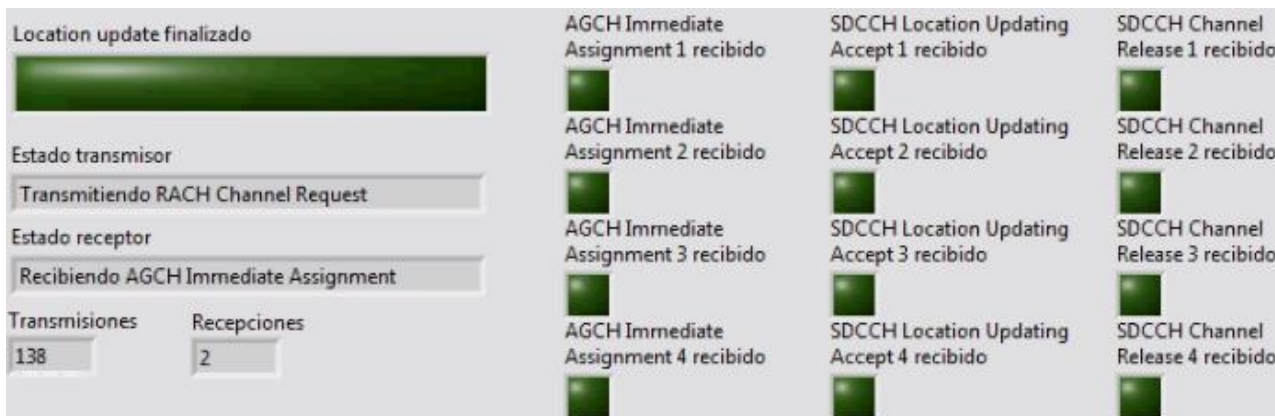 Location update finalizado
Estado transmisor
Transmitiendo RACH Channel Request
Estado receptor
Recibiendo AGCH Immediate Assignment
Transmisiones
138
Recepciones
2
AGCH Immediate
Assignment 1 recibido
AGCH Immediate
Assignment 2 recibido
AGCH Immediate
Assignment 3 recibido
AGCH Immediate
Assignment 4 recibido
SDCCH Location Updating
Accept 1 recibido
SDCCH Location Updating
Accept 2 recibido
SDCCH Location Updating
Accept 3 recibido
SDCCH Location Updating
Accept 4 recibido
SDCCH Channel
Release 1 recibido
SDCCH Channel
Release 2 recibido
SDCCH Channel
Release 3 recibido
SDCCH Channel
Release 4 recibido